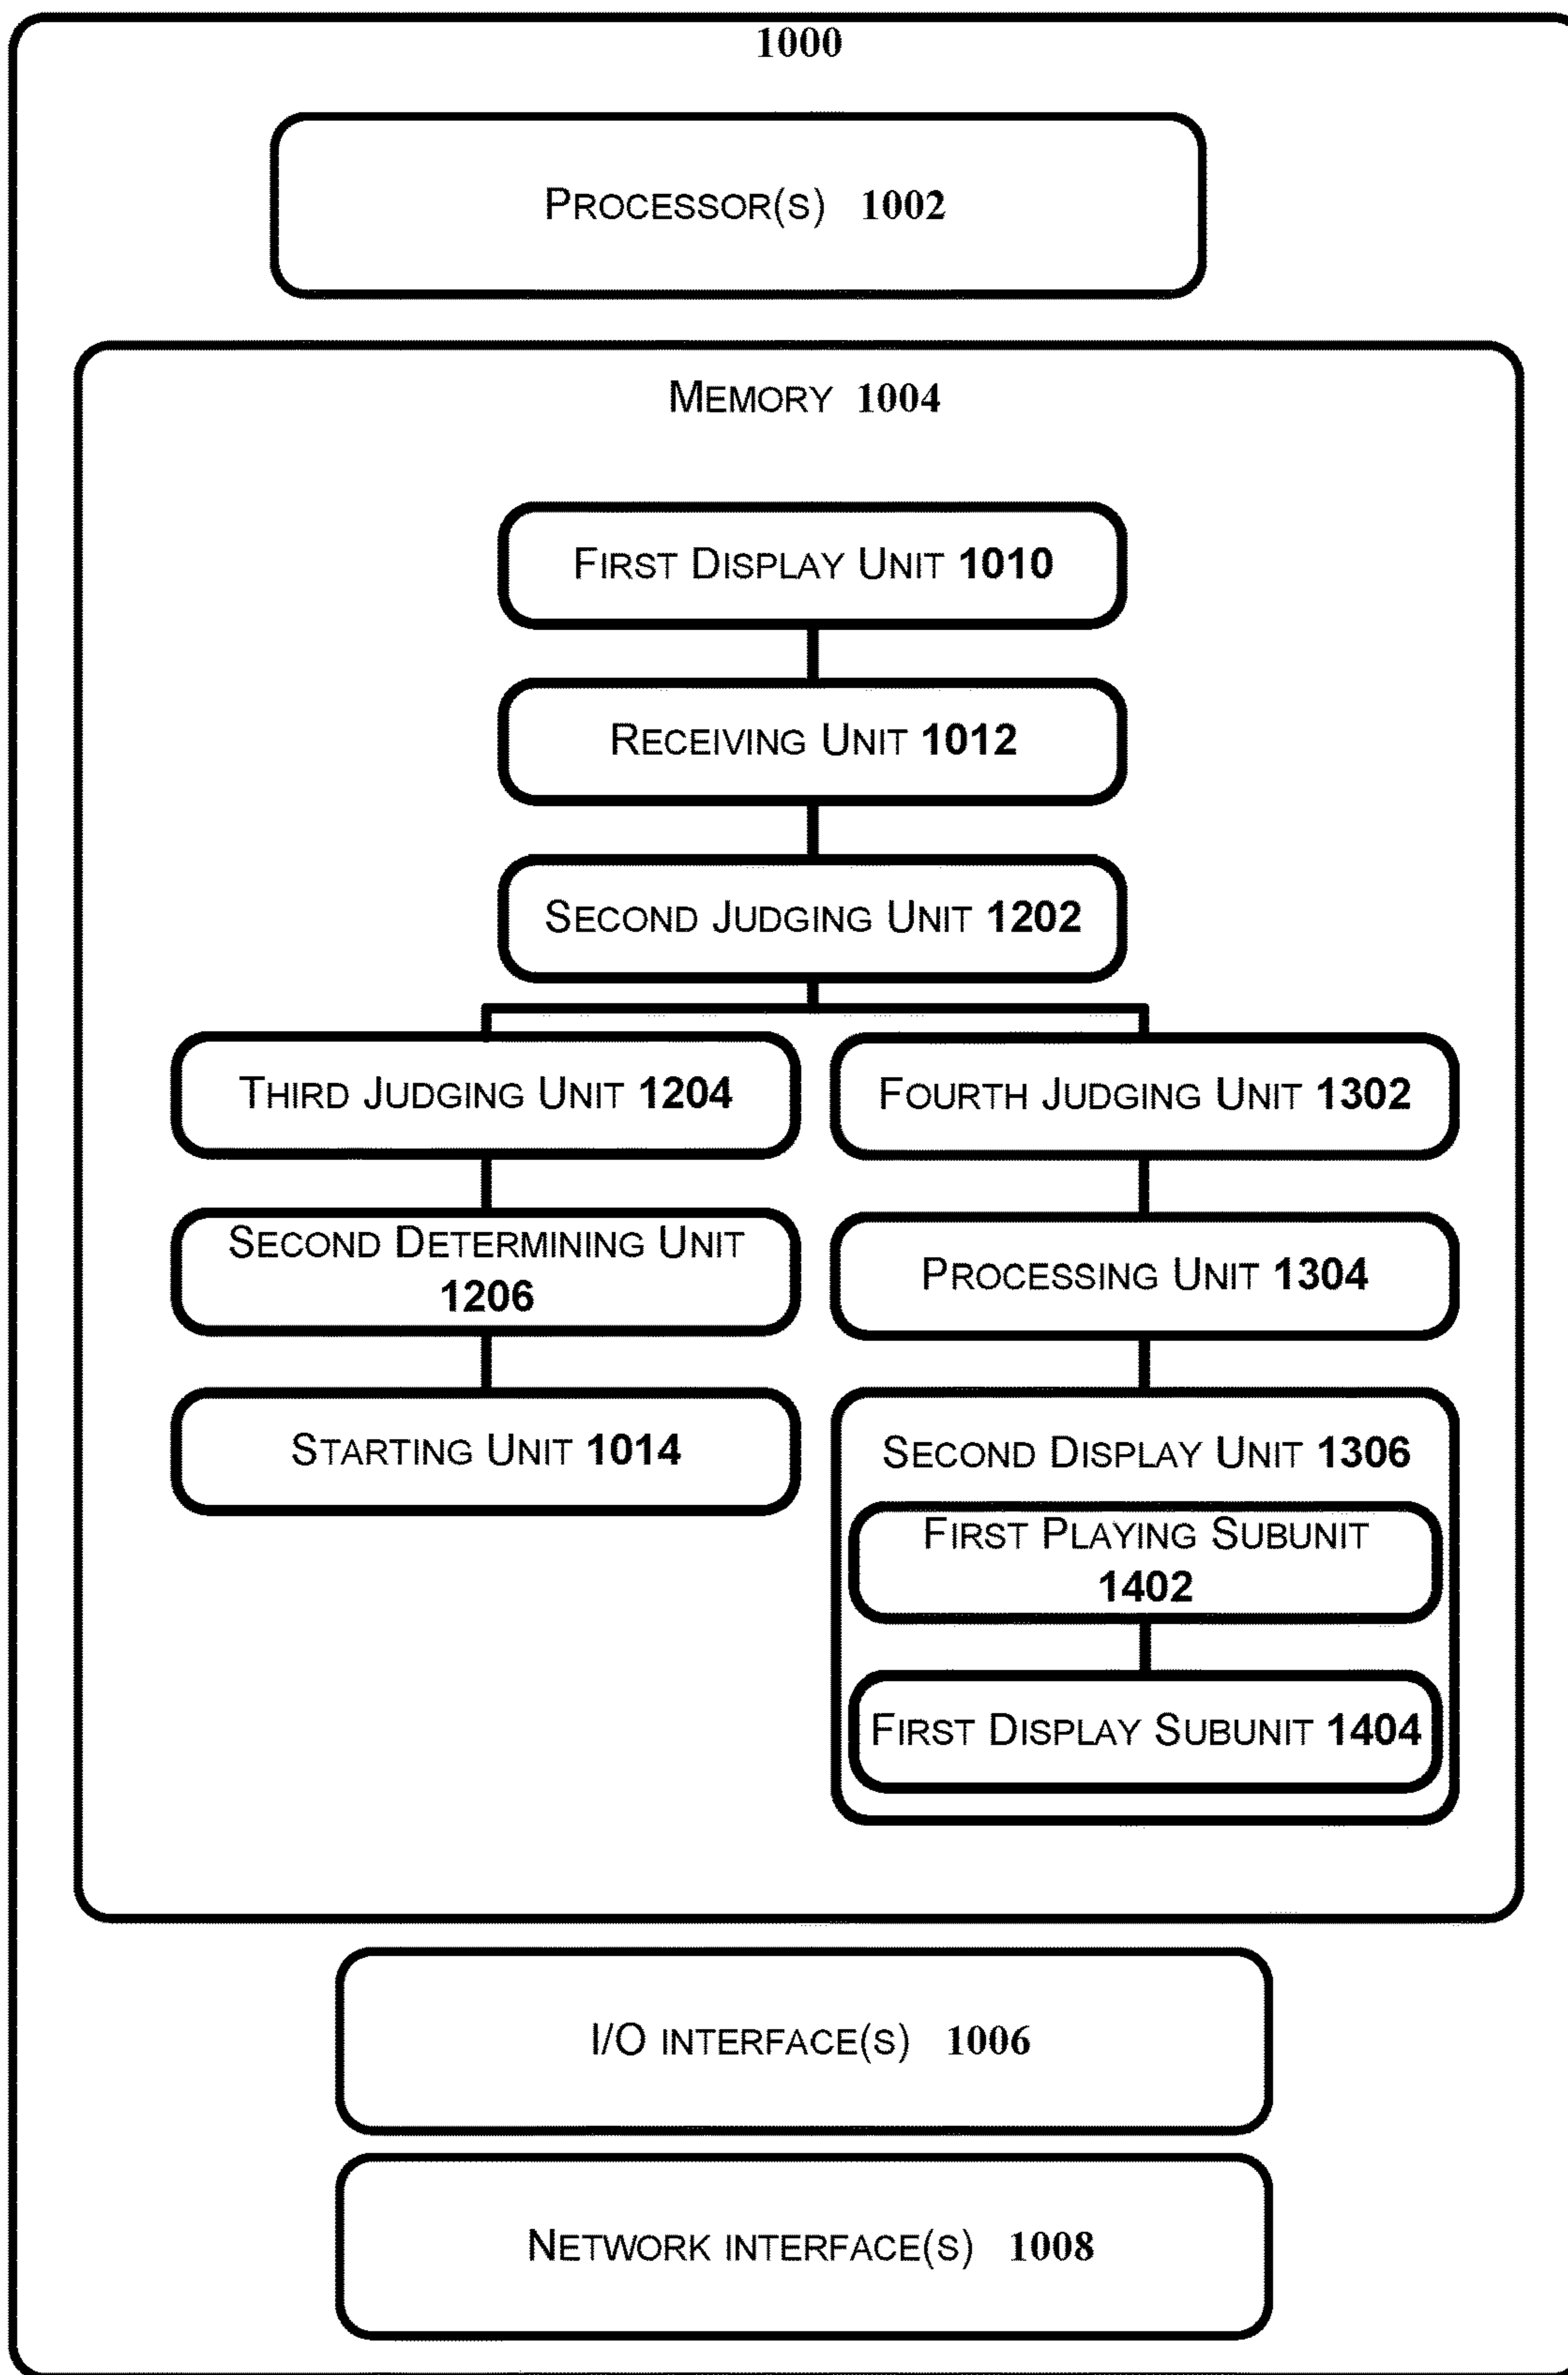 1000
PROCESSOR(S) 1002
MEMORY 1004
FIRST DISPLAY UNIT 1010
RECEIVING UNIT 1012
SECOND JUDGING UNIT 1202
THIRD JUDGING UNIT 1204
FOURTH JUDGING UNIT 1302
SECOND DETERMINING UNIT
1206
PROCESSING UNIT 1304
STARTING UNIT 1014
SECOND DISPLAY UNIT 1306
FIRST PLAYING SUBUNIT
1402
FIRST DISPLAY SUBUNIT 1404
I/O INTERFACE(S) 1006
NETWORK INTERFACE(S) 1008